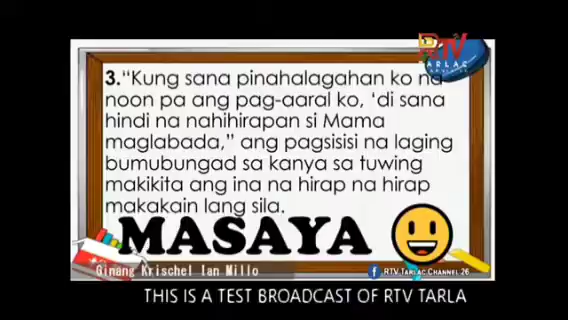 RTV
TARLAC
3.“Kung sana pinahalagahan ko na
noon pa ang pag-aaral ko, ‘di sana
hindi na nahihirapan si Mama
maglabada,” ang pagsisisi na laging
bumubungad sa kanya sa tuwing
makikita ang ina na hirap na hirap
makakain lang sila.
MASAYA
Ginang Krischel Ian Millo
f RTV Tarlac Channel 26
THIS IS A TEST BROADCAST OF RTV TARLA